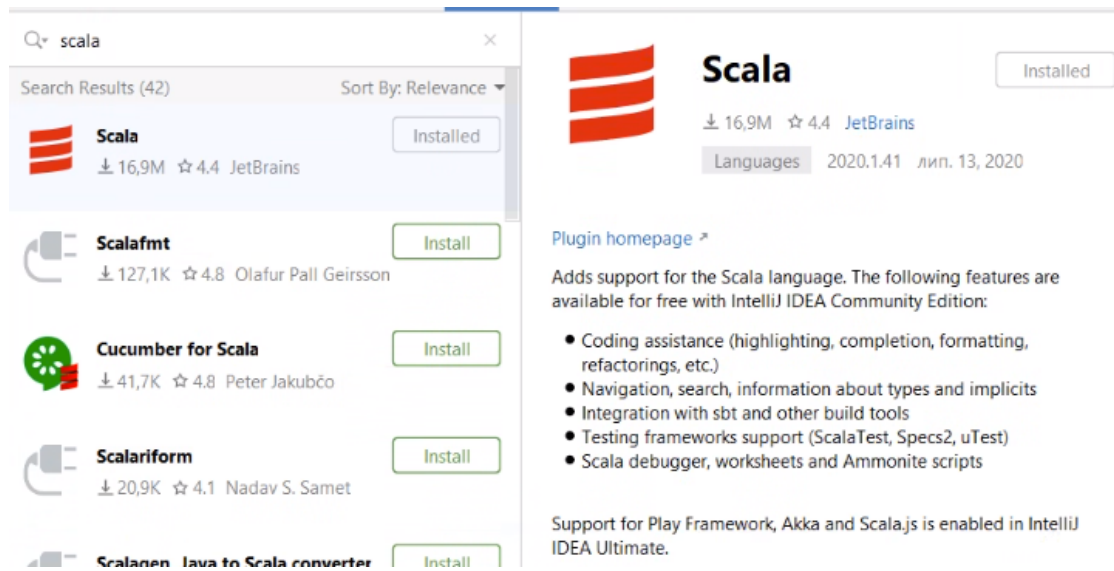 scala
Search Results (42)
Sort By: Relevance
Scala
Installed
16,9M 4.4 JetBrains
Scalafmt
Install
127,1K 4.8 Olafur Pall Geirsson
Cucumber for Scala
Install
41,7K 4.8 Peter Jakubčo
Scalariform
Install
20,9K 4.1 Nadav S. Samet
Scalagen, Java to Scala converter
Install
Scala
Installed
16,9M 4.4 JetBrains
Languages 2020.1.41 лип. 13, 2020
Plugin homepage
Adds support for the Scala language. The following features are
available for free with IntelliJ IDEA Community Edition:
• Coding assistance (highlighting, completion, formatting,
refactorings, etc.)
• Navigation, search, information about types and implicits
• Integration with sbt and other build tools
• Testing frameworks support (ScalaTest, Specs2, uTest)
• Scala debugger, worksheets and Ammonite scripts
Support for Play Framework, Akka and Scala.js is enabled in IntelliJ
IDEA Ultimate.